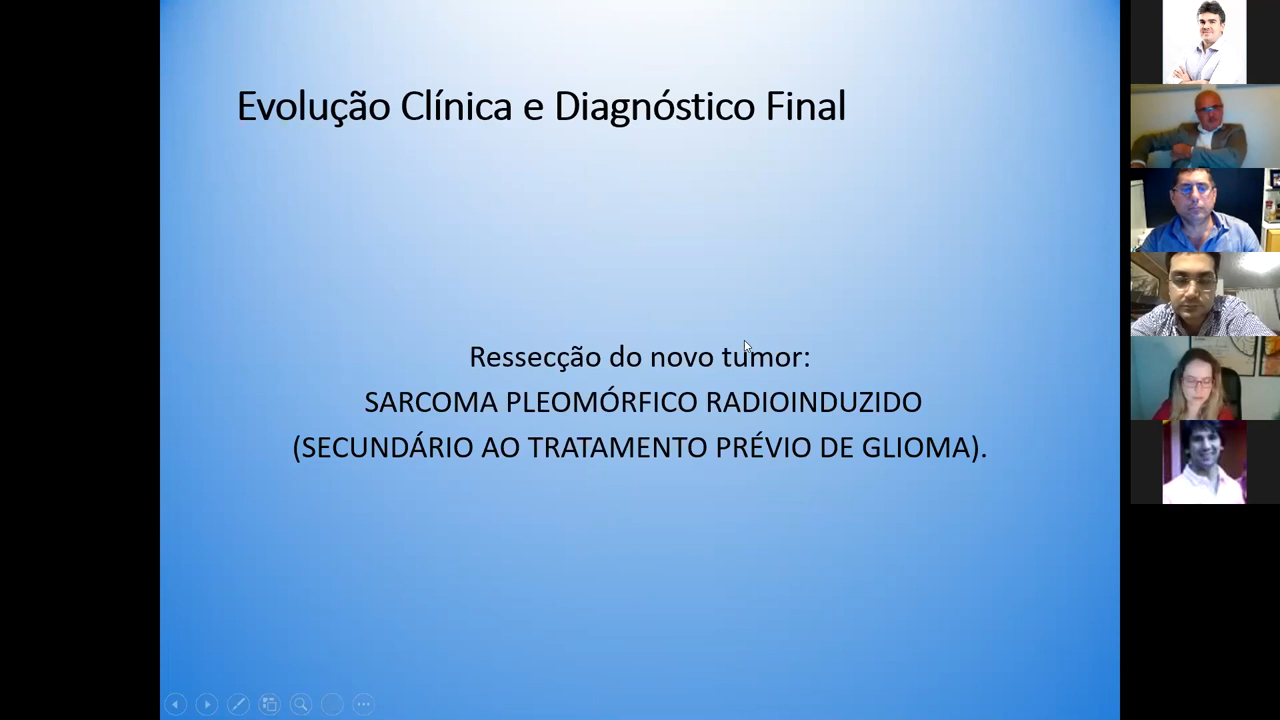 Evolução Clínica e Diagnóstico Final
Ressecção do novo tumor:
SARCOMA PLEOMÓRFICO RADIOINDUZIDO
(SECUNDÁRIO AO TRATAMENTO PRÉVIO DE GLIOMA).